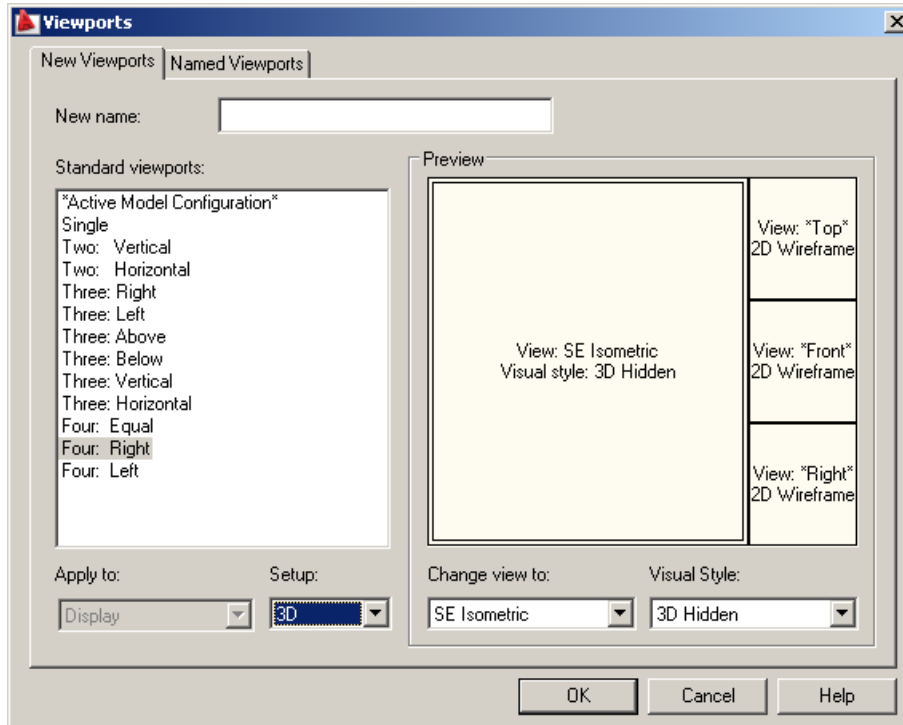 Viewports
New Viewports
Named Viewports
New name:
Standard viewports:
*Active Model Configuration*
Single
Two: Vertical
Two: Horizontal
Three: Right
Three: Left
Three: Above
Three: Below
Three: Vertical
Three: Horizontal
Four: Equal
Four: Right
Four: Left
Apply to:
Display
Setup:
3D
Preview
View: SE Isometric
Visual style: 3D Hidden
View: *Top*
2D Wireframe
View: *Front*
2D Wireframe
View: *Right*
2D Wireframe
Change view to:
SE Isometric
Visual Style:
3D Hidden
OK
Cancel
Help